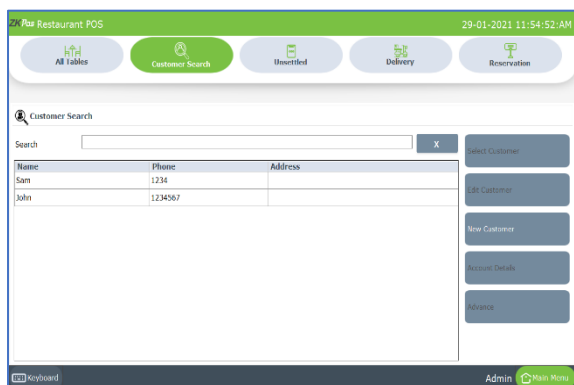 ZKPos Restaurant POS 29-01-2021 11:54:52:AM
All Tables Customer Search Unsettled Delivery Reservation
Customer Search
Search X
Select Customer
Name Phone Address
Sam 1234
Edit Customer
John 1234567
New Customer
Account Details
Advance
Keyboard Admin Main Menu